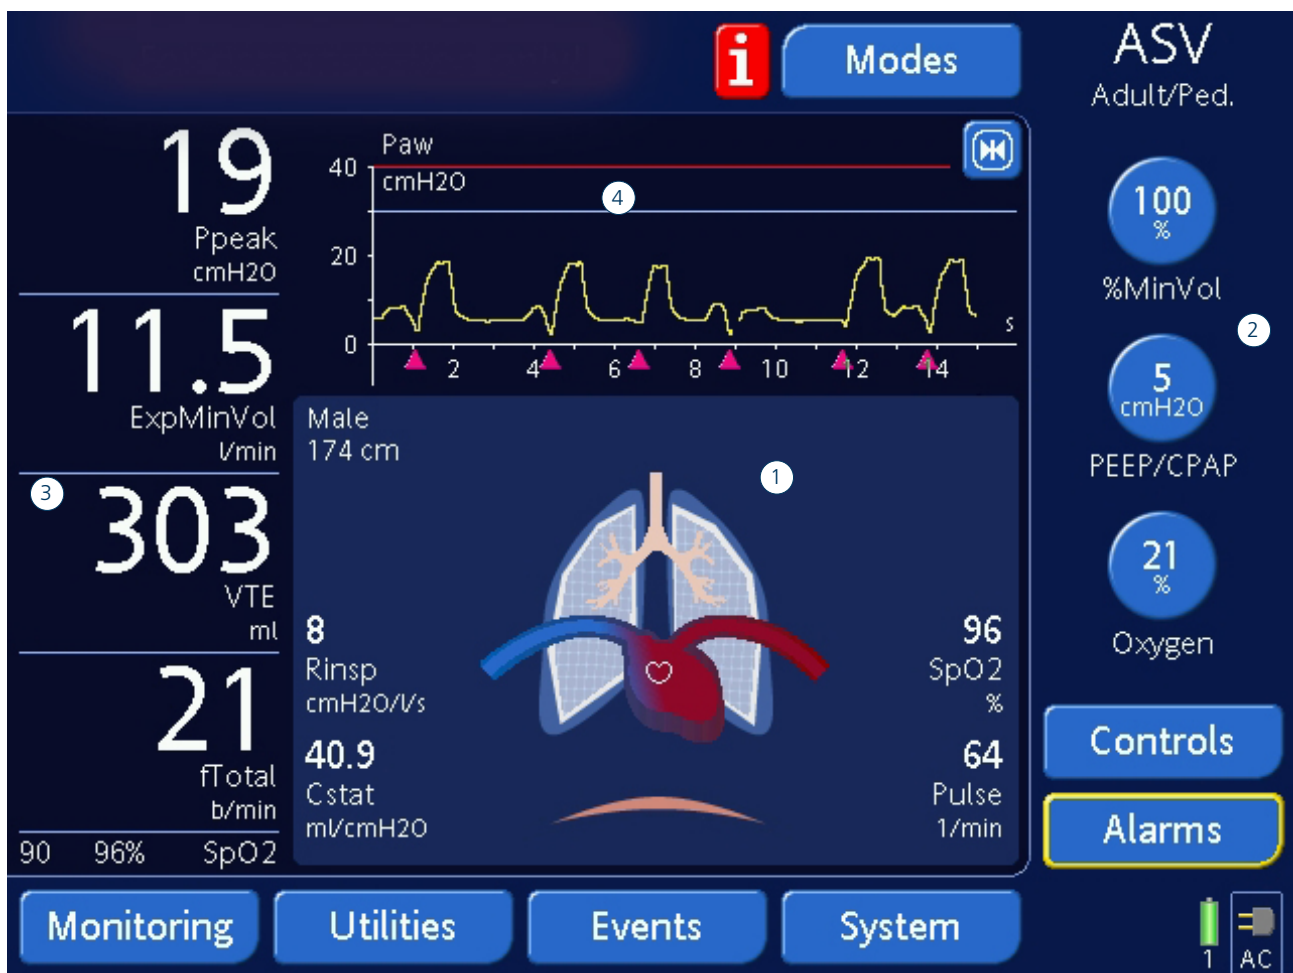 i
Modes
ASV
Adult/Ped.
19
Ppeak
cmH2O
11.5
ExpMinVol
l/min
3
303
VTE
ml
21
fTotal
b/min
90 96% SpO2
Paw
cmH2O
40
20
0
4
s
2 4 6 8 10 12 14
Male
174 cm
1
8
Rinsp
cmH2O/l/s
40.9
Cstat
ml/cmH2O
96
SpO2
%
64
Pulse
1/min
100
%
%MinVol
2
5
cmH2O
PEEP/CPAP
21
%
Oxygen
Controls
Alarms
Monitoring
Utilities
Events
System
1
AC